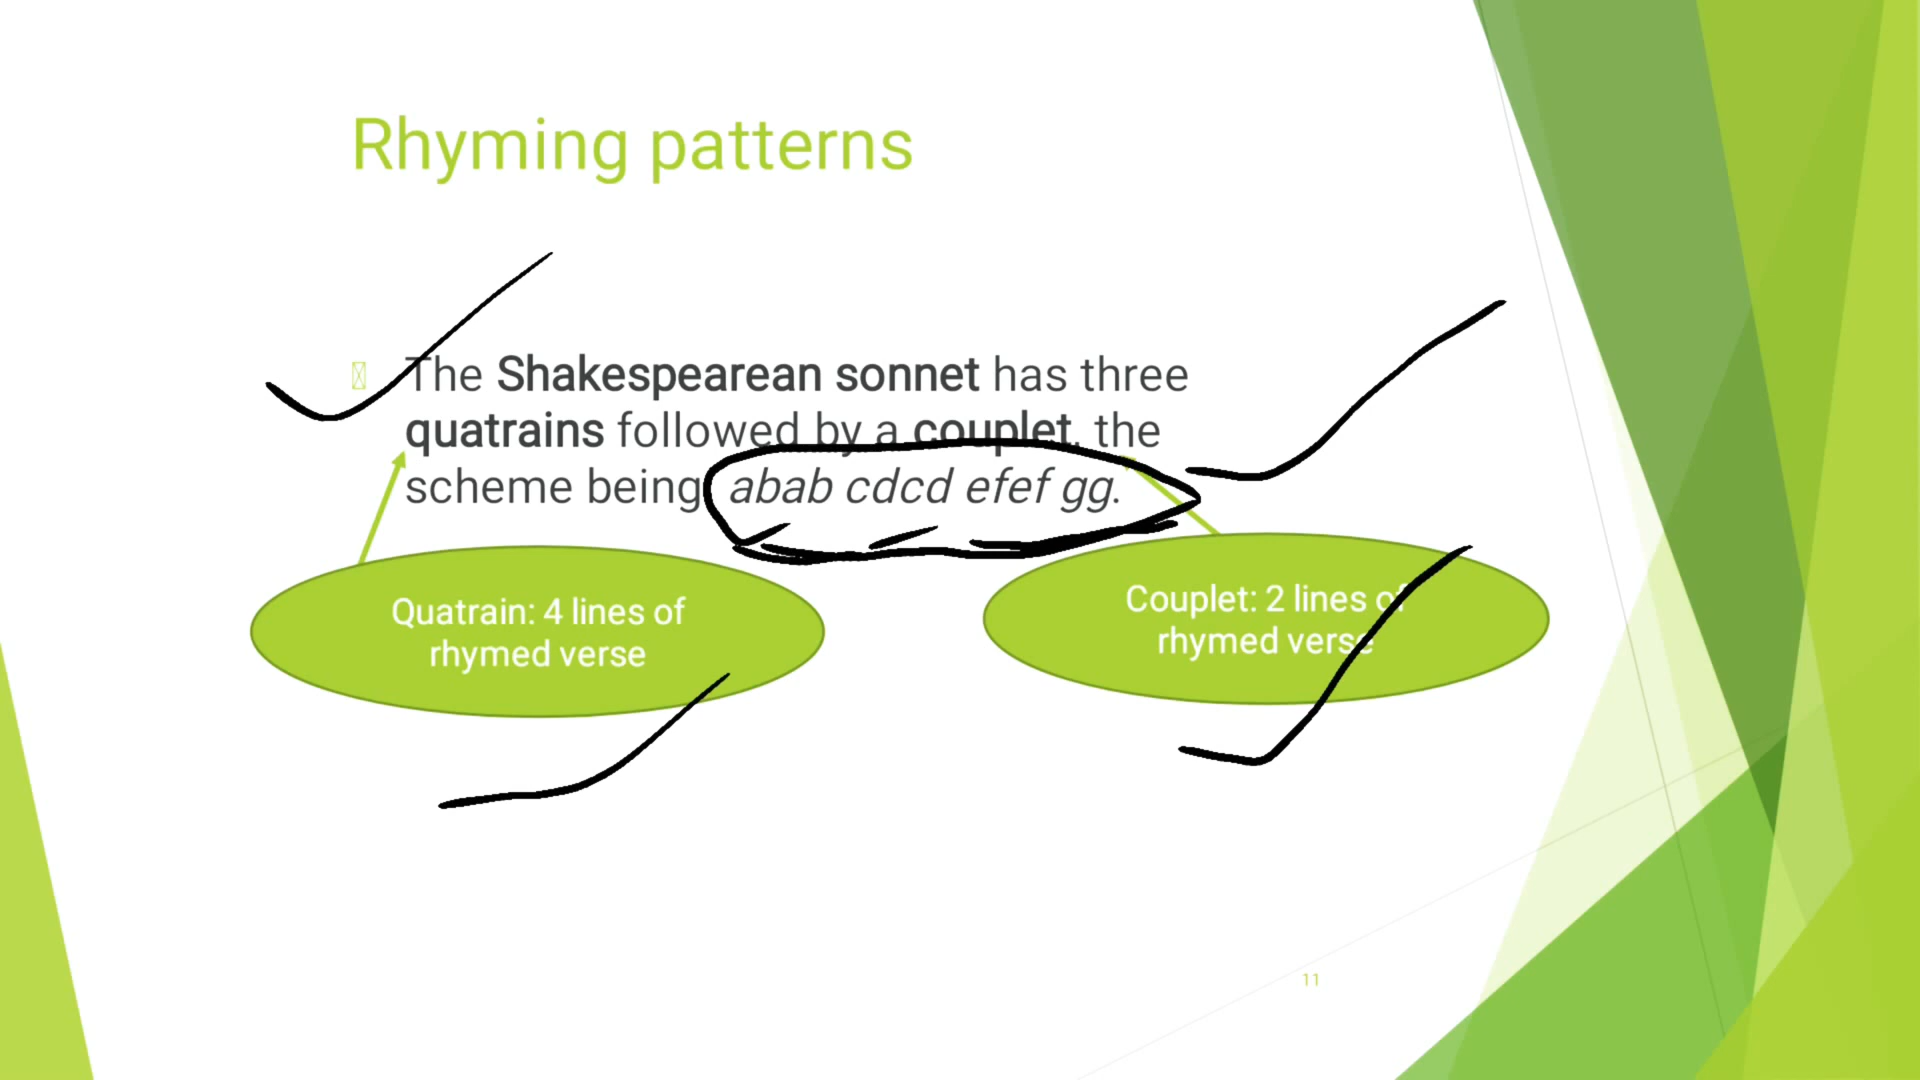 Rhyming patterns
The Shakespearean sonnet has three
quatrains followed by a couplet, the
scheme being abab cdcd efef gg.
Quatrain: 4 lines of
rhymed verse
Couplet: 2 lines of
rhymed verse
11